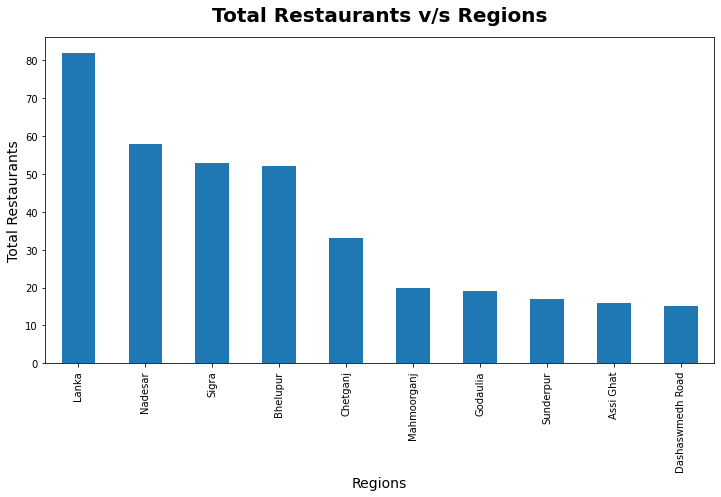 Total Restaurants v/s Regions
Total Restaurants
80
70
60
50
40
30
20
10
0
Lanka
Nadesar
Sigra
Bhelupur
Chetganj
Mahmoorganj
Godaulia
Sunderpur
Assi Ghat
Dashaswmedh Road
Regions